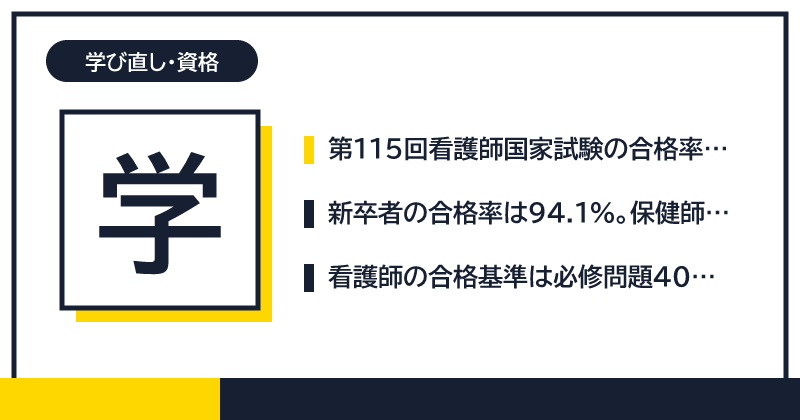 学び直し・資格
学
第115回看護師国家試験の合格率…
新卒者の合格率は94.1%。保健師…
看護師の合格基準は必修問題40…